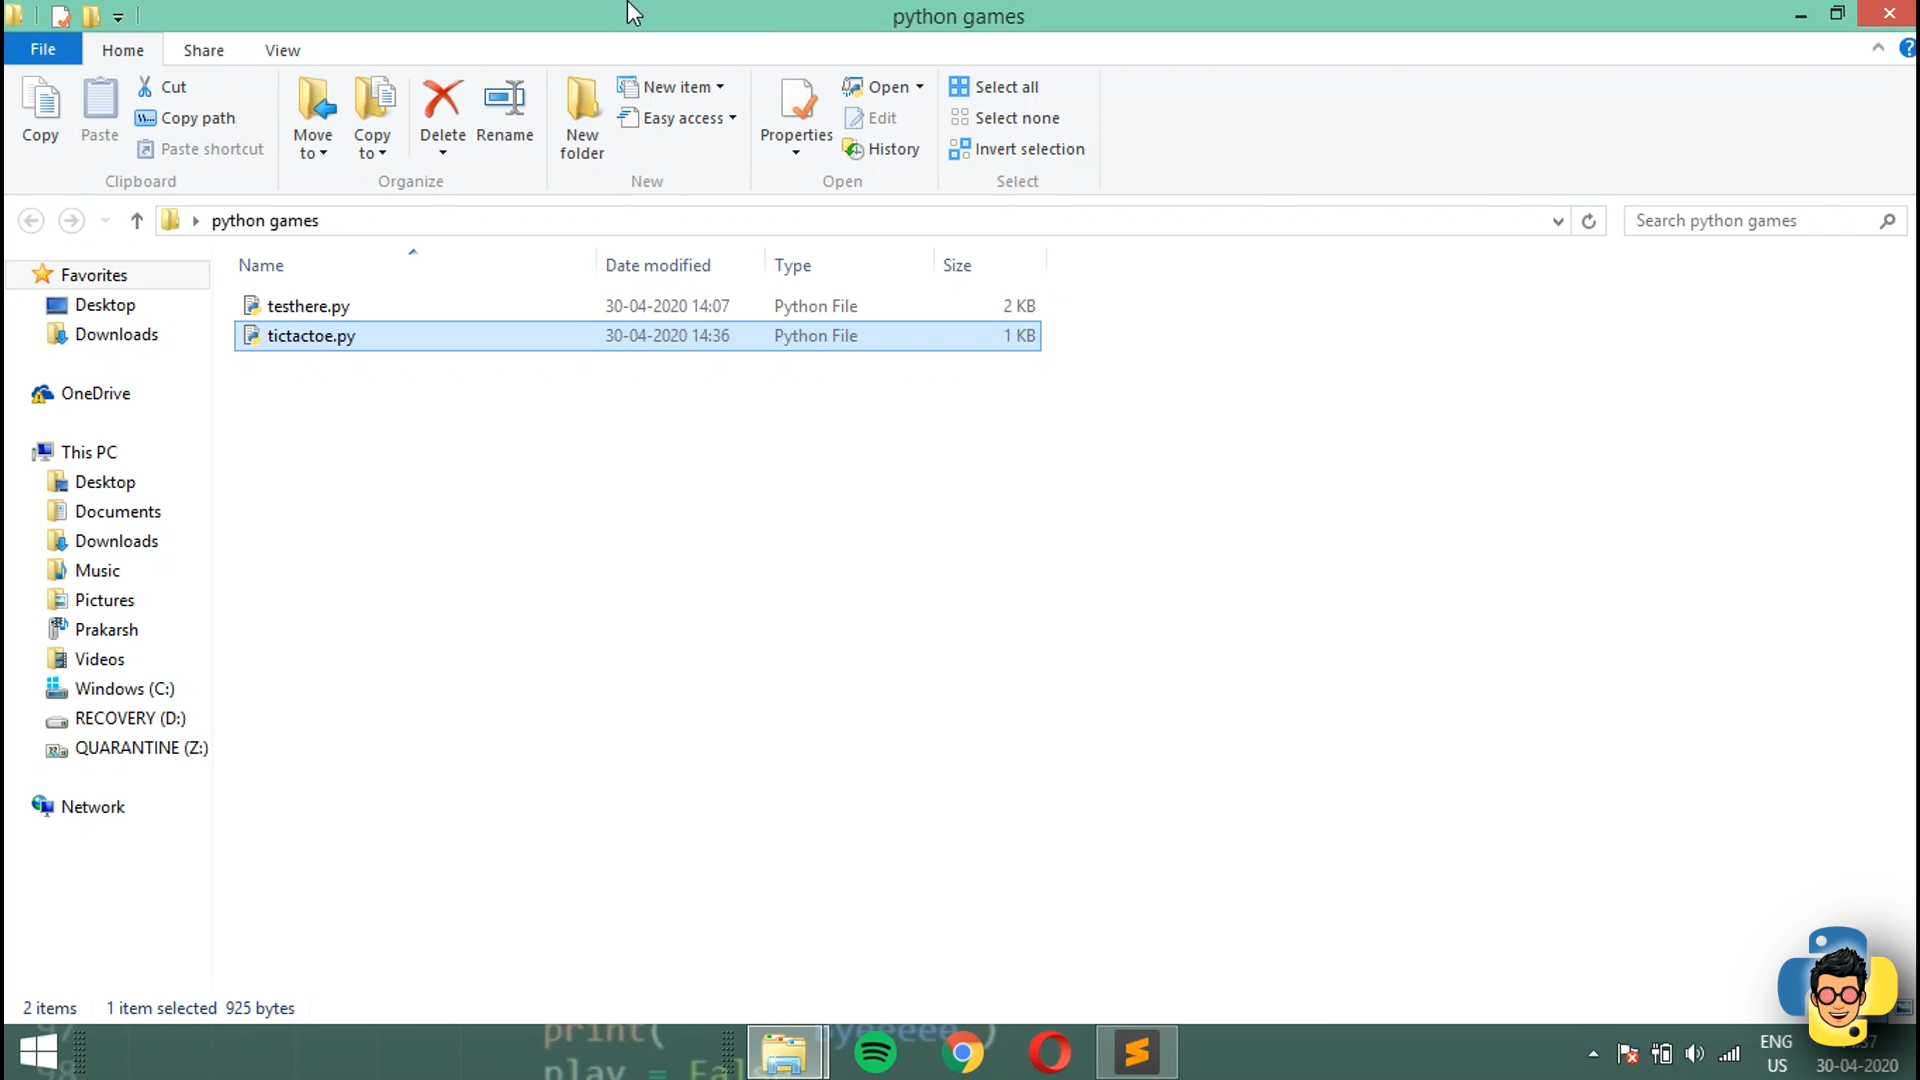 python games
File Home Share View
Copy
Paste
Cut
Copy path
Paste shortcut
Clipboard
Move to
Copy to
Delete
Rename
Organize
New folder
New item
Easy access
New
Properties
Open
Edit
History
Open
Select all
Select none
Invert selection
Select
python games
Search python games
Name Date modified Type Size
testhere.py 30-04-2020 14:07 Python File 2 KB
tictactoe.py 30-04-2020 14:36 Python File 1 KB
Favorites
Desktop
Downloads
OneDrive
This PC
Desktop
Documents
Downloads
Music
Pictures
Prakarsh
Videos
Windows (C:)
RECOVERY (D:)
QUARANTINE (Z:)
Network
2 items 1 item selected 925 bytes
print(
play =
ENG
US
30-04-2020